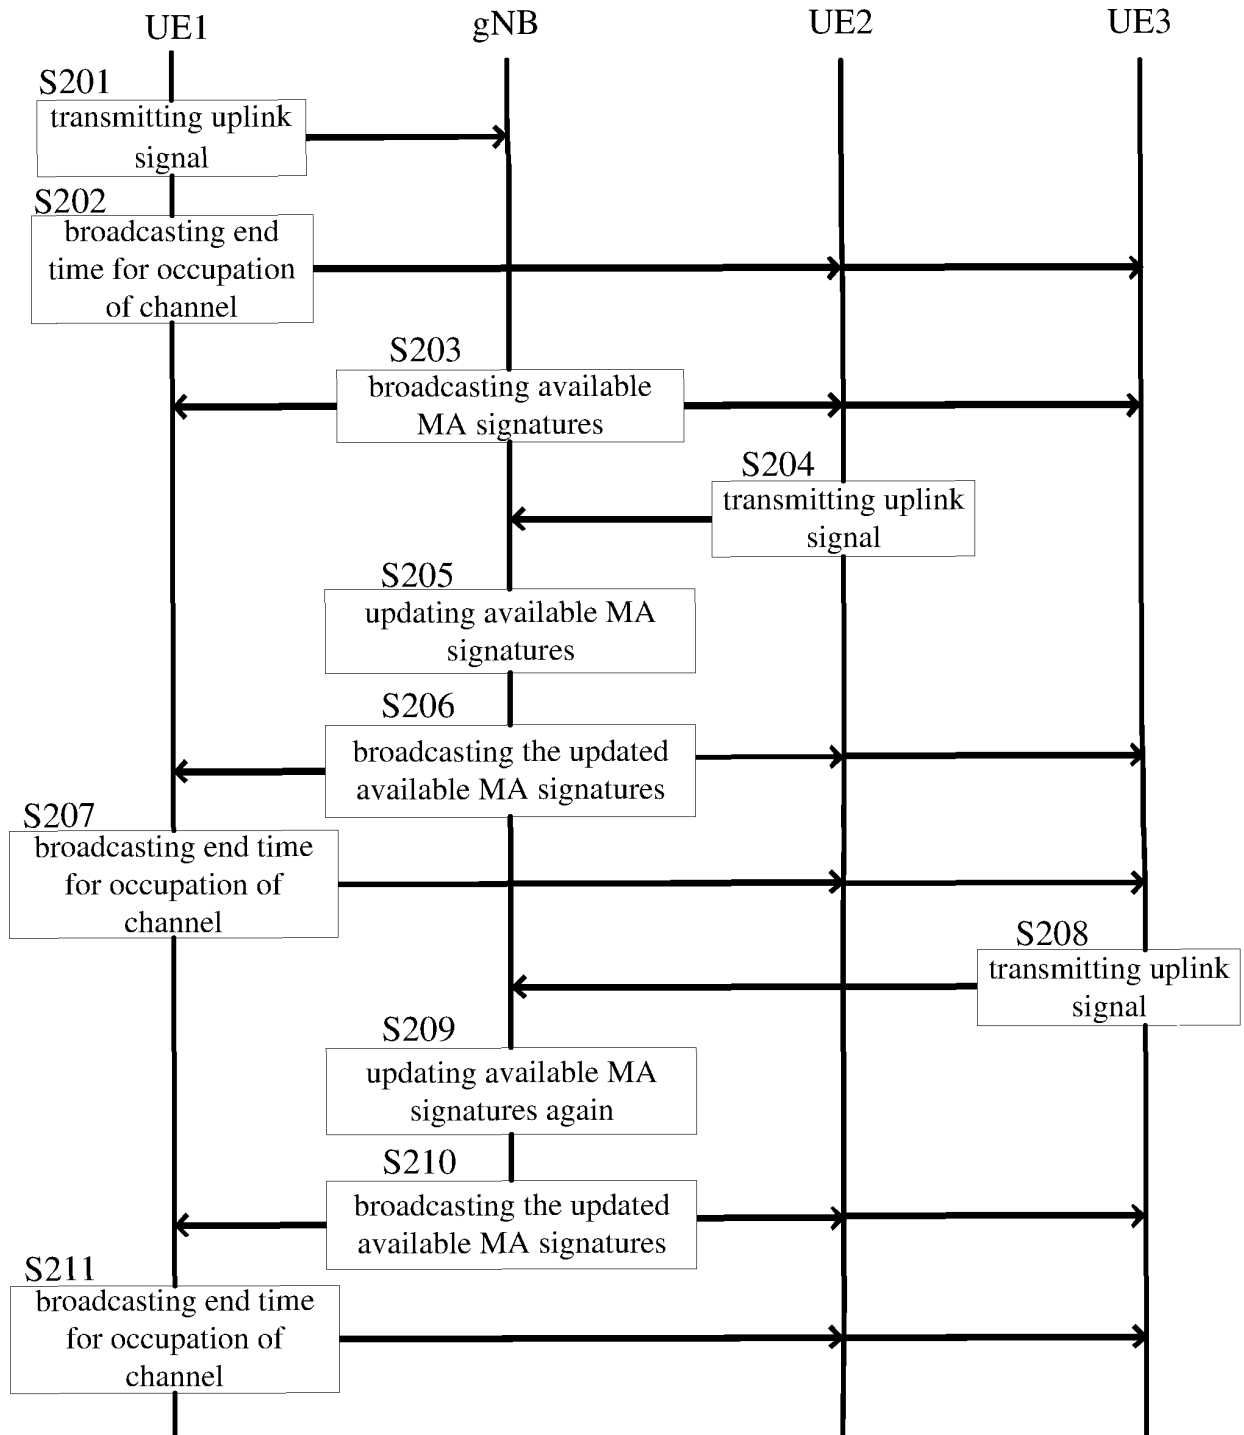 UE1
gNB
UE2
UE3
S201
transmitting uplink
signal
S202
broadcasting end
time for occupation
of channel
S203
broadcasting available
MA signatures
S204
transmitting uplink
signal
S205
updating available MA
signatures
S206
broadcasting the updated
available MA signatures
S207
broadcasting end time
for occupation of
channel
S208
transmitting uplink
signal
S209
updating available MA
signatures again
S210
broadcasting the updated
available MA signatures
S211
broadcasting end time
for occupation of
channel